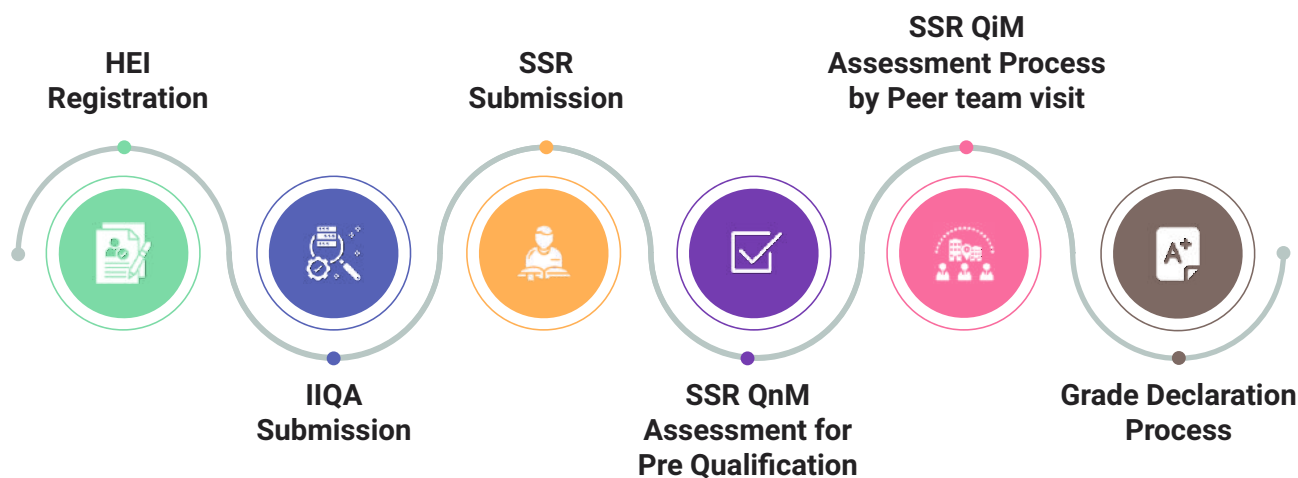 HEI
Registration
IIQA
Submission
SSR
Submission
SSR QnM
Assessment for
Pre Qualification
SSR QiM
Assessment Process
by Peer team visit
A+
Grade Declaration
Process